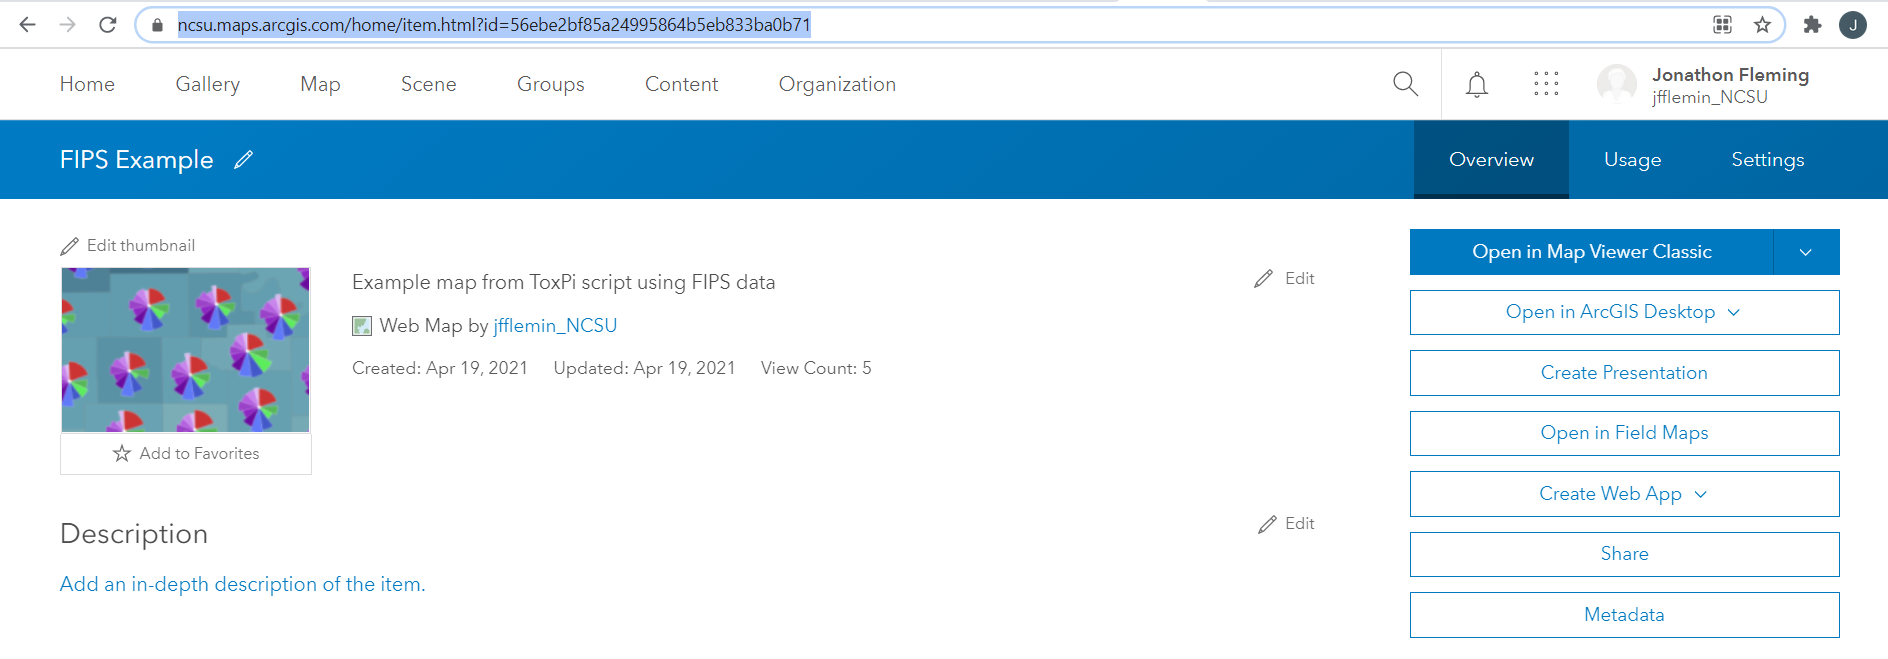 ncsu.maps.arcgis.com/home/item.html?id=56ebe2bf85a24995864b5eb833ba0b71
J
Home Gallery Map Scene Groups Content Organization
Jonathon Fleming
jfflemin_NCSU
FIPS Example
Overview Usage Settings
Edit thumbnail
Example map from ToxPi script using FIPS data
Edit
Web Map by jfflemin_NCSU
Created: Apr 19, 2021 Updated: Apr 19, 2021 View Count: 5
Add to Favorites
Description
Edit
Add an in-depth description of the item.
Open in Map Viewer Classic
Open in ArcGIS Desktop
Create Presentation
Open in Field Maps
Create Web App
Share
Metadata